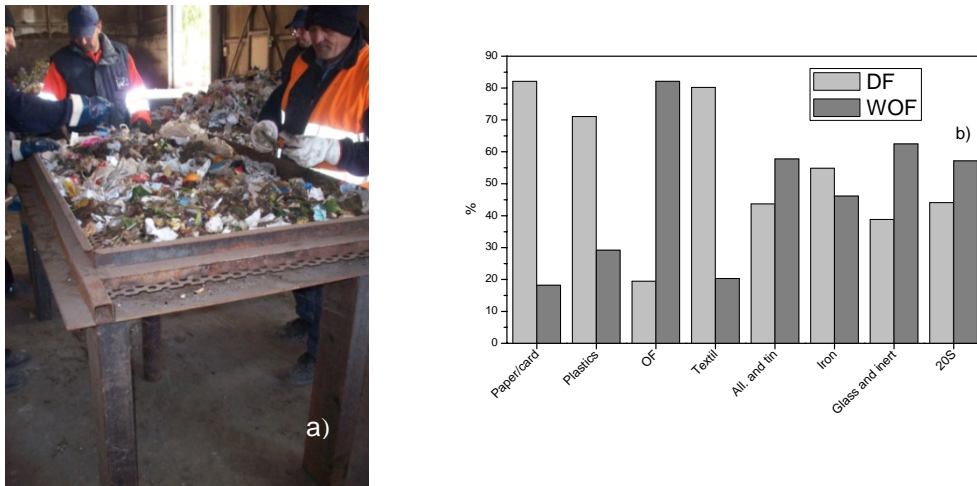 a)
90
80
70
60
50
40
30
20
10
0
%
DF
WOF
b)
Paper/card
Plastics
OF
Textil
All. and tin
Iron
Glass and inert
20S